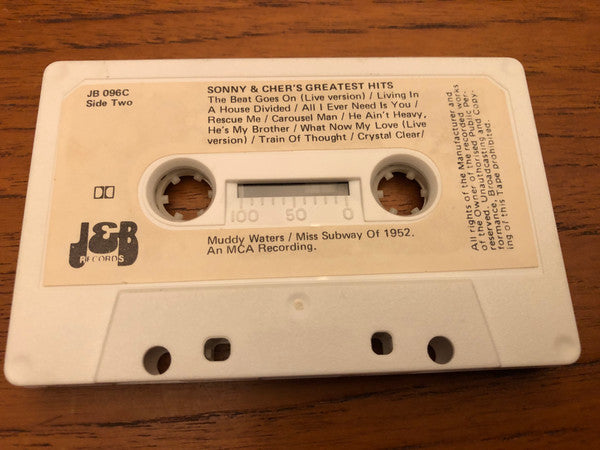 JB 096C
Side Two
SONNY & CHER'S GREATEST HITS
The Beat Goes On (Live version) / Living In
A House Divided / All I Ever Need Is You /
Rescue Me / Carousel Man / He Ain't Heavy,
He's My Brother / What Now My Love (Live
version) / Train Of Thought / Crystal Clear/
100 50 0
Muddy Waters / Miss Subway Of 1952.
An MCA Recording.
J&B
RECORDS
All rights of the Manufacturer and
of the Owner of the recorded works
reserved. Unauthorised Public Per-
formance, Broadcasting and Copy-
ing of this Tape prohibited.